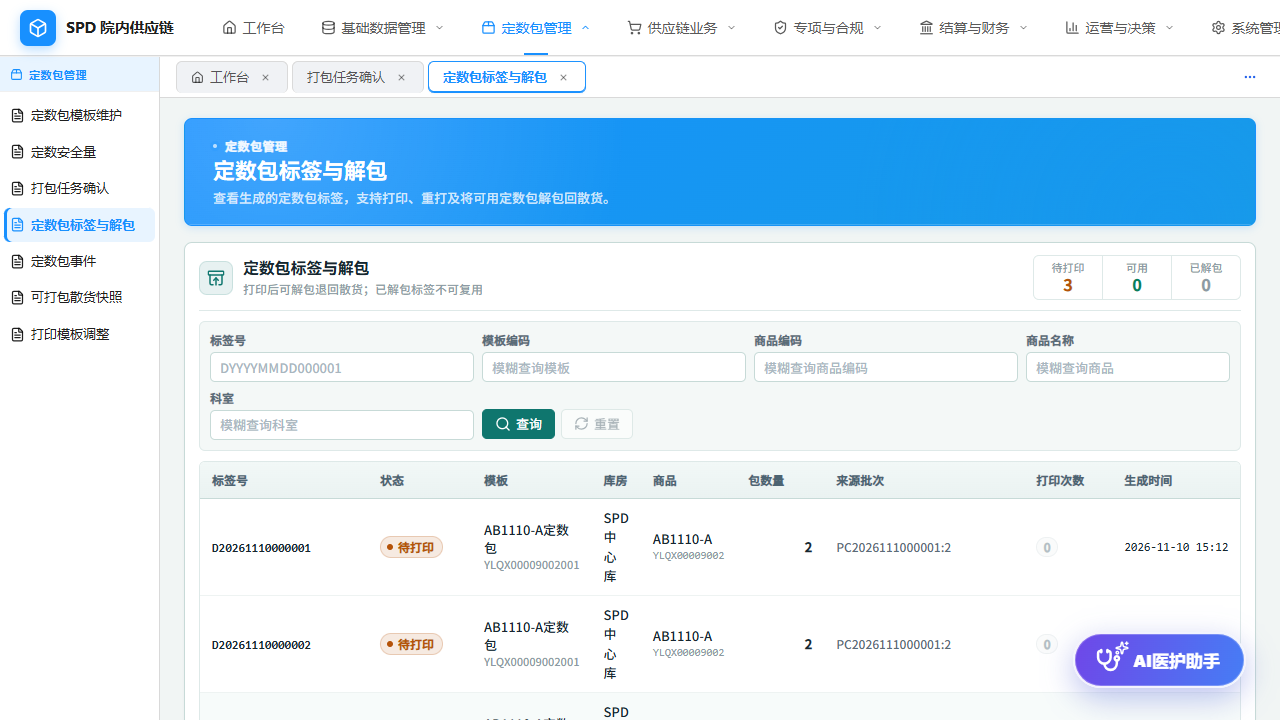 SPD 院内供应链
工作台
基础数据管理
定数包管理
供应链业务
专项与合规
结算与财务
运营与决策
系统管理
定数包管理
定数包模板维护
定数安全量
打包任务确认
定数包标签与解包
定数包事件
可打包散货快照
打印模板调整
工作台 ×
打包任务确认 ×
定数包标签与解包 ×
···
定数包管理
定数包标签与解包
查看生成的定数包标签，支持打印、重打及将可用定数包解包回散货。
定数包标签与解包
打印后可解包退回散货；已解包标签不可复用
待打印
3
可用
0
已解包
0
标签号
模板编码
商品编码
商品名称
DYYYYMMDD000001
模糊查询模板
模糊查询商品编码
模糊查询商品
科室
模糊查询科室
查询
重置
标签号 状态 模板 库房 商品 包数量 来源批次 打印次数 生成时间
D20261110000001
待打印
AB1110-A定数
包
YLQX00009002001
SPD
中
心
库
AB1110-A
YLQX00009002
2
PC2026111000001:2
0
2026-11-10 15:12
D20261110000002
待打印
AB1110-A定数
包
YLQX00009002001
SPD
中
心
库
AB1110-A
YLQX00009002
2
PC2026111000001:2
0
AI医护助手
SPD